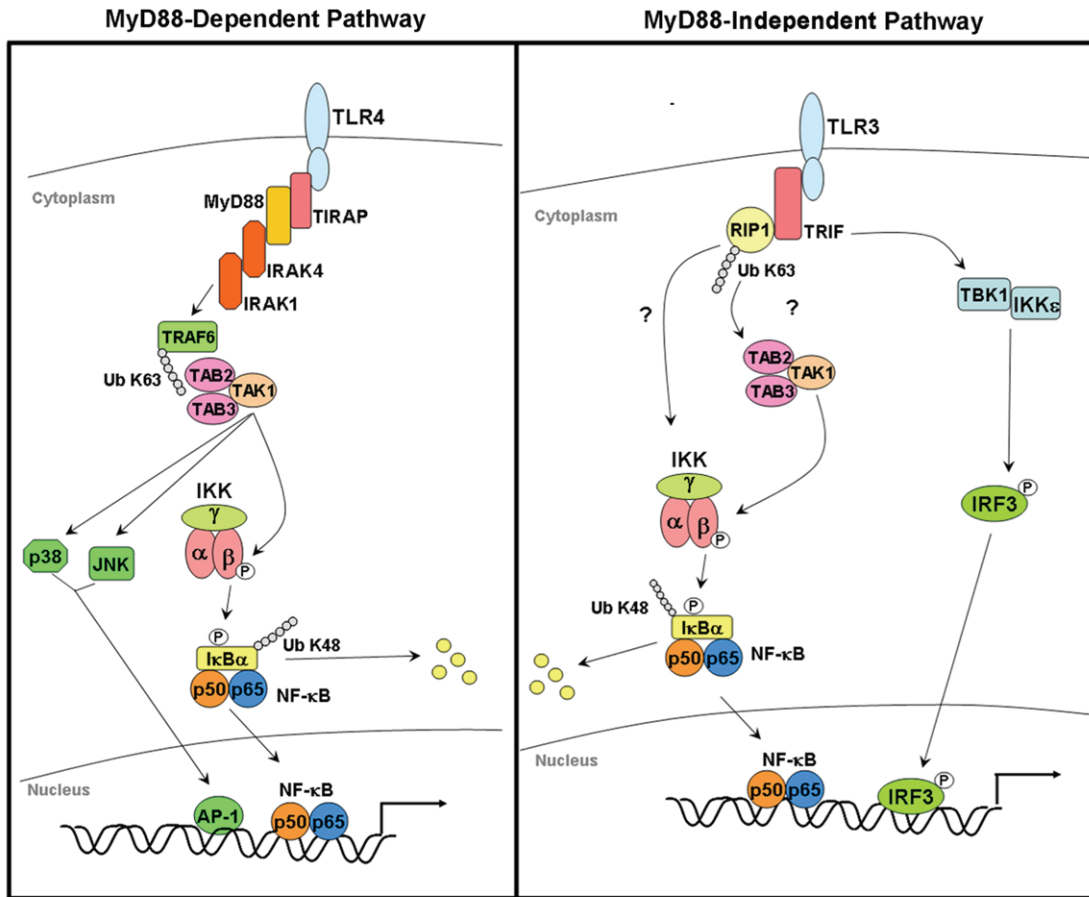 MyD88-Dependent Pathway
TLR4
Cytoplasm
MyD88
TIRAP
IRAK4
IRAK1
TRAF6
Ub K63
TAB2
TAK1
TAB3
IKK
γ
α β
P
p38
JNK
P
IκBα
Ub K48
p50 p65
NF-κB
Nucleus
NF-κB
AP-1
p50 p65
MyD88-Independent Pathway
-
TLR3
Cytoplasm
RIP1
TRIF
Ub K63
?
?
TBK1
IKKε
TAB2
TAK1
TAB3
IKK
γ
α β
P
P
IRF3
Ub K48
P
IκBα
p50 p65
NF-κB
Nucleus
NF-κB
p50 p65
P
IRF3